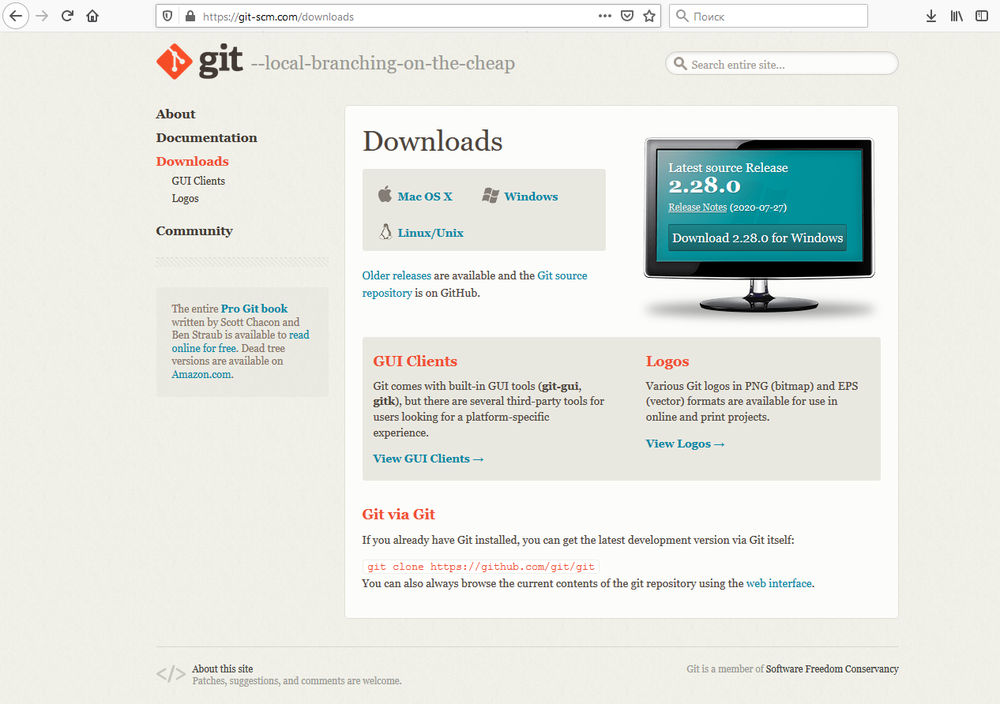 https://git-scm.com/downloads
Поиск
git --local-branching-on-the-cheap
Search entire site...
About
Documentation
Downloads
GUI Clients
Logos
Community
The entire Pro Git book
written by Scott Chacon and
Ben Straub is available to read
online for free. Dead tree
versions are available on
Amazon.com.
Downloads
Mac OS X
Windows
Linux/Unix
Older releases are available and the Git source
repository is on GitHub.
Latest source Release
2.28.0
Release Notes (2020-07-27)
Download 2.28.0 for Windows
GUI Clients
Git comes with built-in GUI tools (git-gui,
gitk), but there are several third-party tools for
users looking for a platform-specific
experience.
View GUI Clients →
Logos
Various Git logos in PNG (bitmap) and EPS
(vector) formats are available for use in
online and print projects.
View Logos →
Git via Git
If you already have Git installed, you can get the latest development version via Git itself:
git clone https://github.com/git/git
You can also always browse the current contents of the git repository using the web interface.
</> About this site
Patches, suggestions, and comments are welcome.
Git is a member of Software Freedom Conservancy